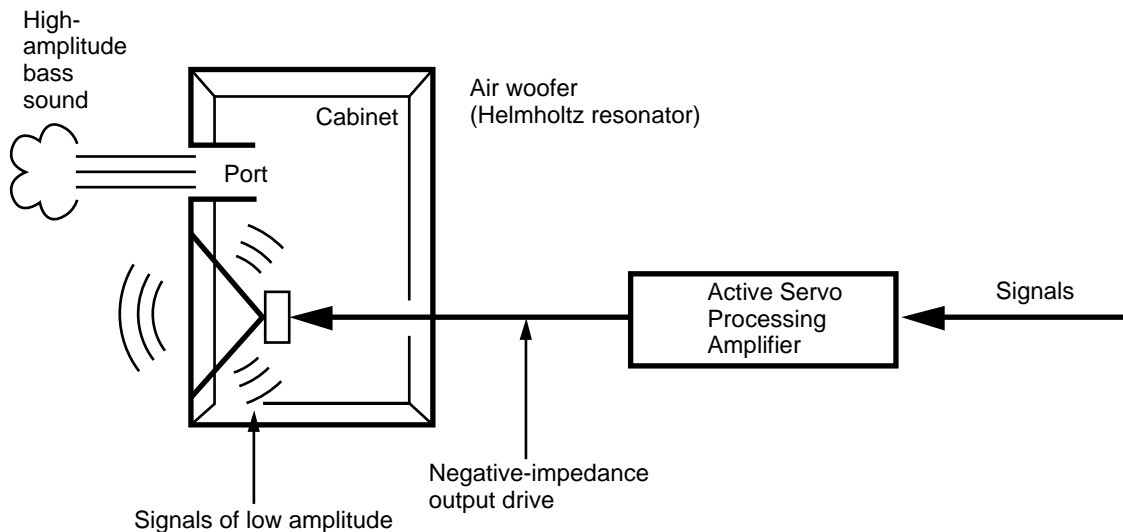 High-
amplitude
bass
sound
Air woofer
(Helmholtz resonator)
Cabinet
Port
Active Servo
Processing
Amplifier
Signals
Negative-impedance
output drive
Signals of low amplitude